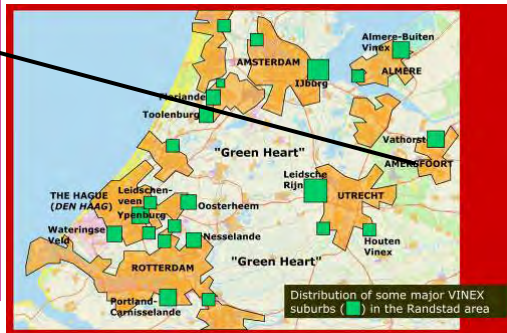 Almere-Buiten
Vinex
AMSTERDAM
IJburg
ALMERE
Floriande
Toolenburg
Vathorst
"Green Heart"
AMERSFOORT
Leidsche
Rijn
UTRECHT
THE HAGUE
(DEN HAAG)
Leidschen-
veen
Ypenburg
Oosterheem
Wateringse
Veld
Nesselande
Houten
Vinex
"Green Heart"
ROTTERDAM
Portland-
Carnisselande
Distribution of some major VINEX
suburbs ( ) in the Randstad area